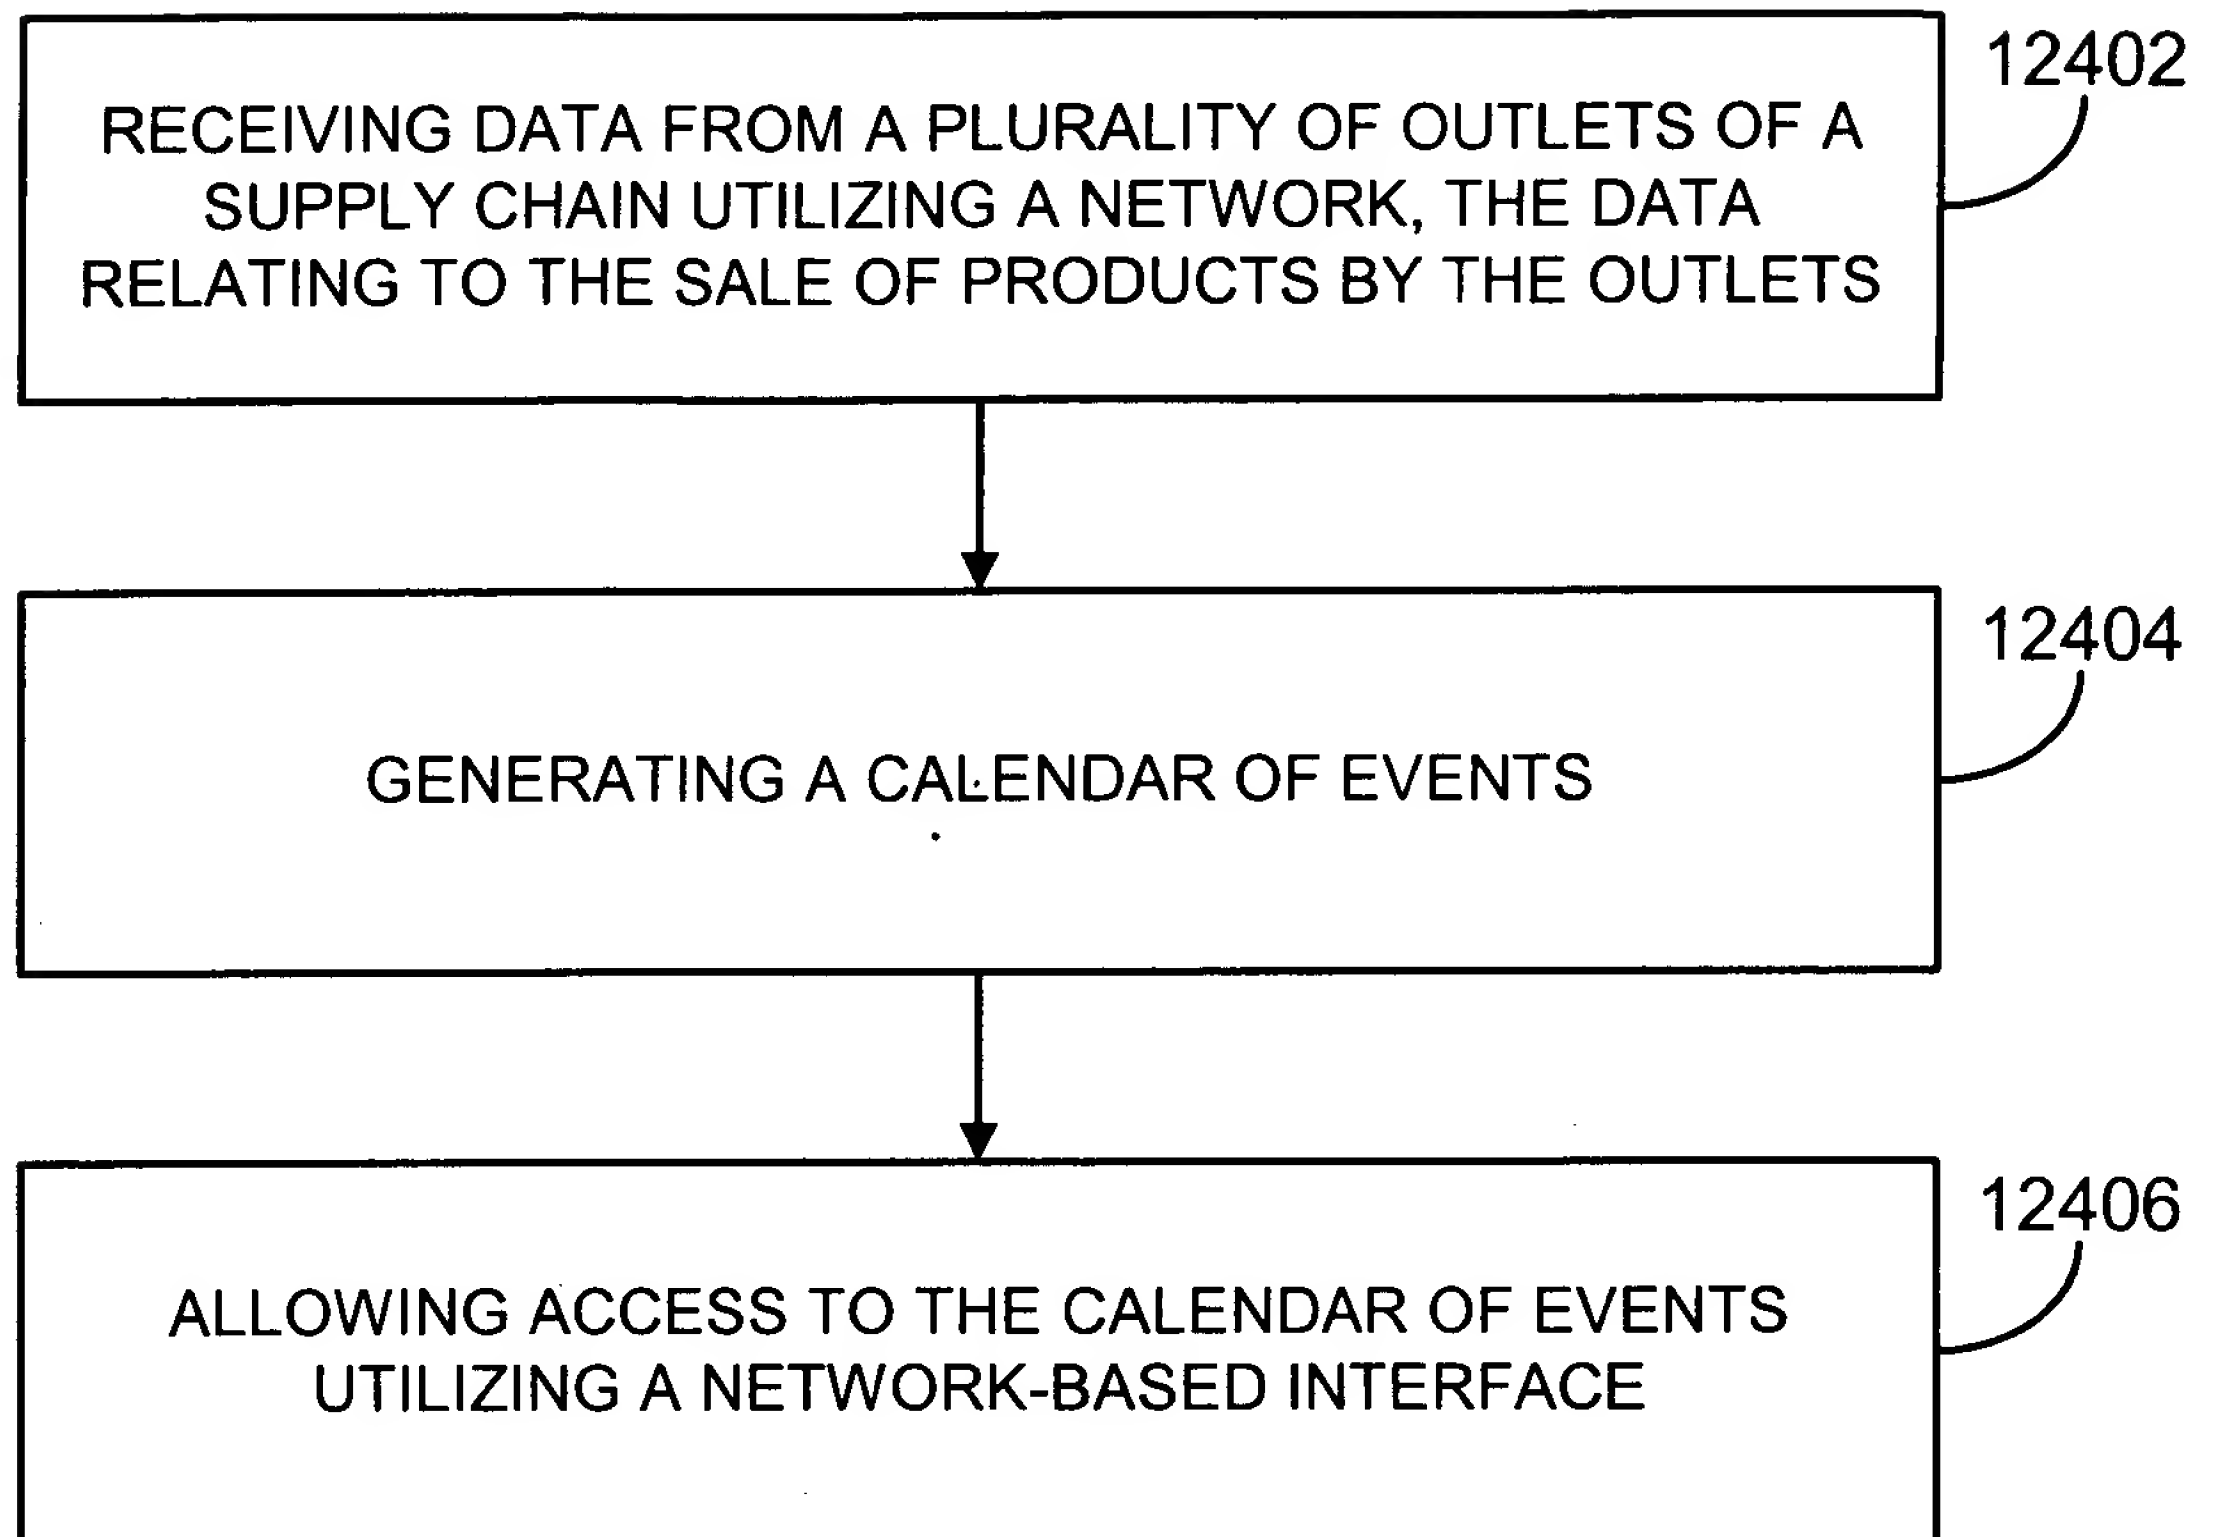 12402
RECEIVING DATA FROM A PLURALITY OF OUTLETS OF A
SUPPLY CHAIN UTILIZING A NETWORK, THE DATA
RELATING TO THE SALE OF PRODUCTS BY THE OUTLETS
12404
GENERATING A CALENDAR OF EVENTS
12406
ALLOWING ACCESS TO THE CALENDAR OF EVENTS
UTILIZING A NETWORK-BASED INTERFACE